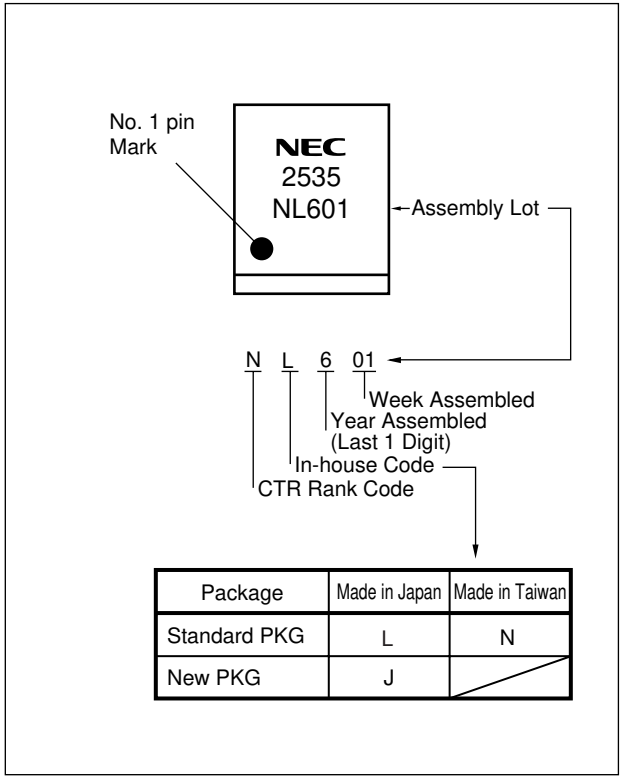 No. 1 pin
Mark
NEC
2535
NL601
Assembly Lot
N L 6 01
Week Assembled
Year Assembled
(Last 1 Digit)
In-house Code
CTR Rank Code
Package Made in Japan Made in Taiwan
Standard PKG L N
New PKG J